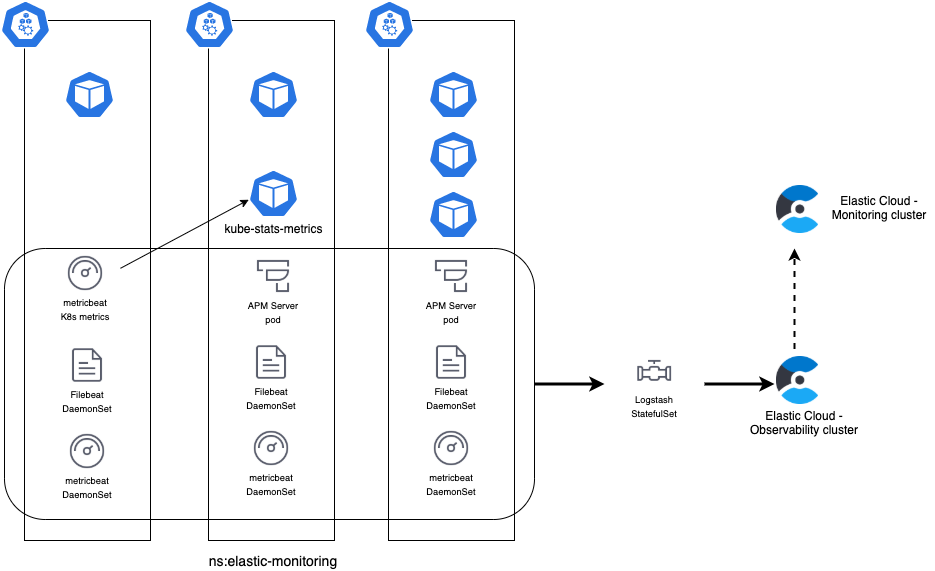 kube-stats-metrics
metricbeat
K8s metrics
APM Server
pod
APM Server
pod
Filebeat
DaemonSet
Filebeat
DaemonSet
Filebeat
DaemonSet
metricbeat
DaemonSet
metricbeat
DaemonSet
metricbeat
DaemonSet
ns:elastic-monitoring
Logstash
StatefulSet
Elastic Cloud -
Monitoring cluster
Elastic Cloud -
Observability cluster